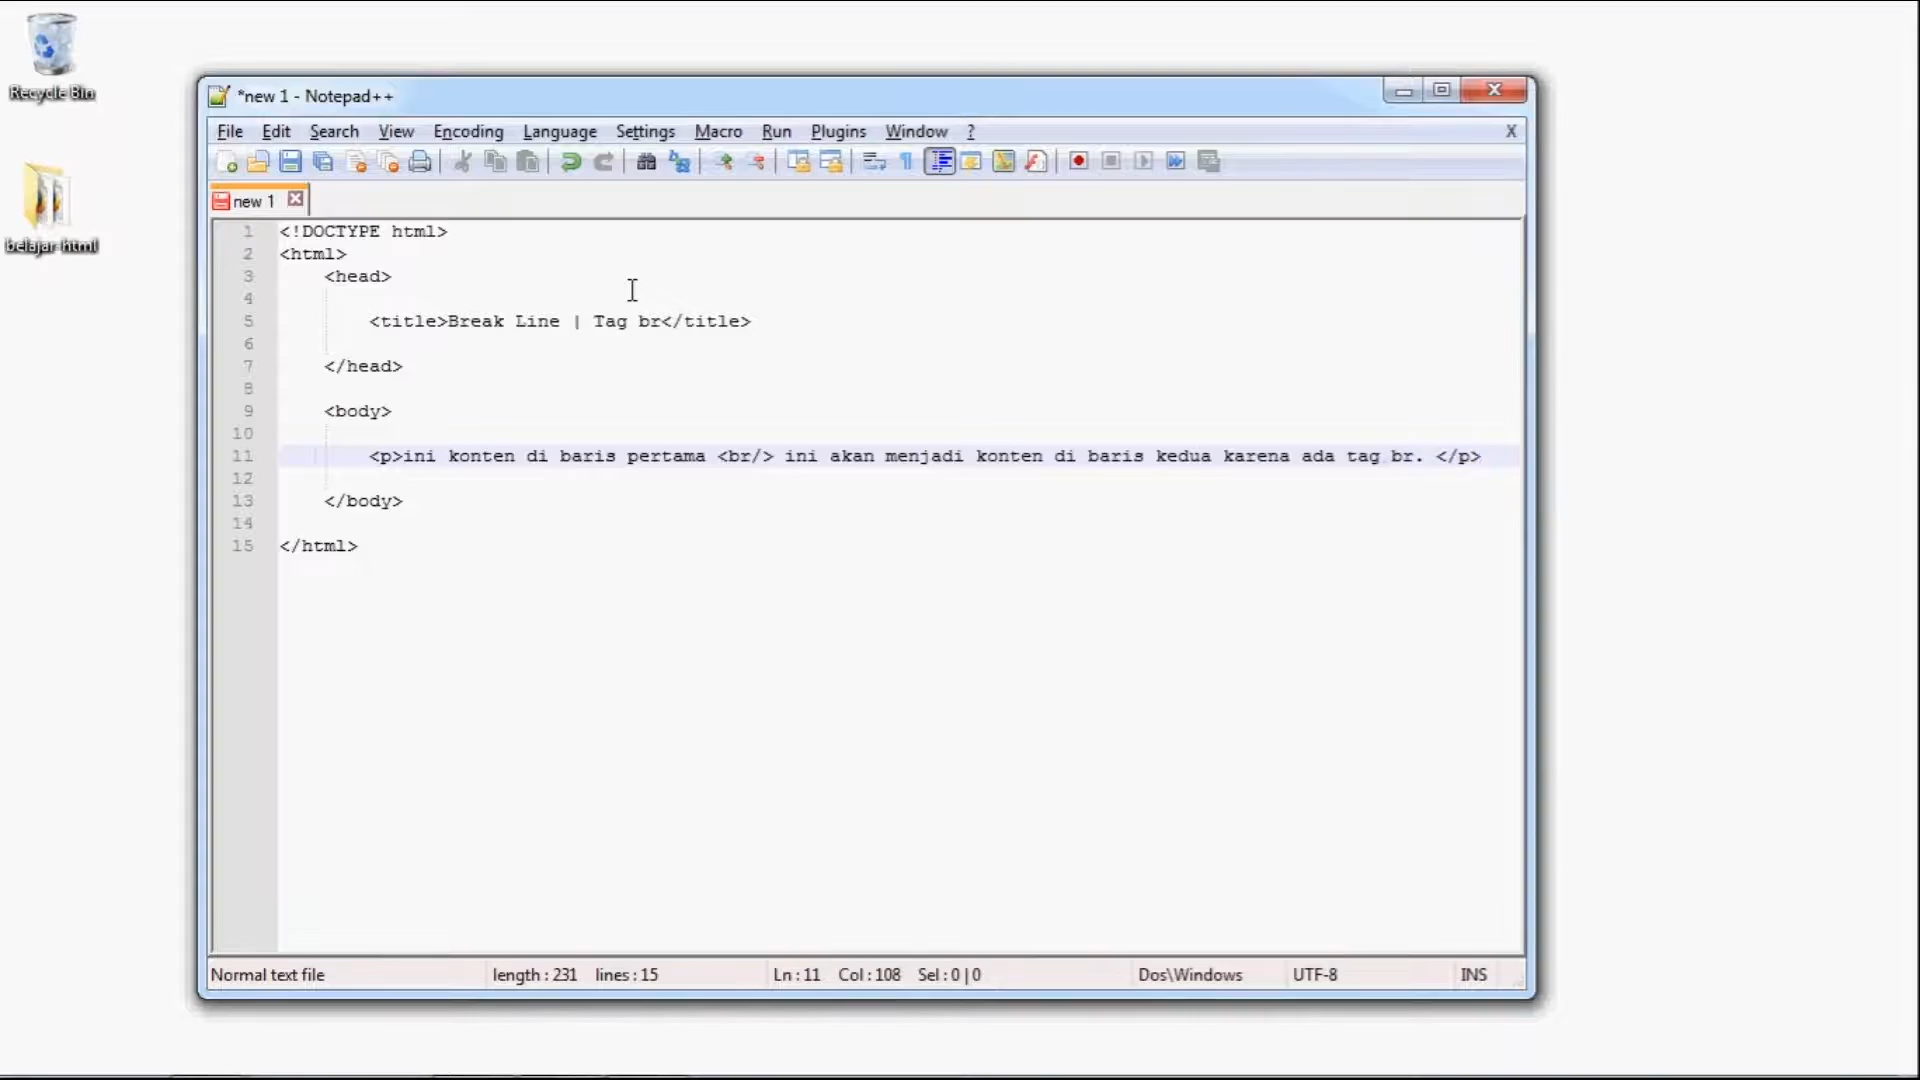 Recycle Bin
belajar html
*new 1 - Notepad++
File Edit Search View Encoding Language Settings Macro Run Plugins Window ? X
new 1
1 <!DOCTYPE html>
2 <html>
3 <head>
4
5 <title>Break Line | Tag br</title>
6
7 </head>
8
9 <body>
10
11 <p>ini konten di baris pertama <br/> ini akan menjadi konten di baris kedua karena ada tag br. </p>
12
13 </body>
14
15 </html>
Normal text file length : 231 lines : 15 Ln : 11 Col : 108 Sel : 0 | 0 Dos\Windows UTF-8 INS